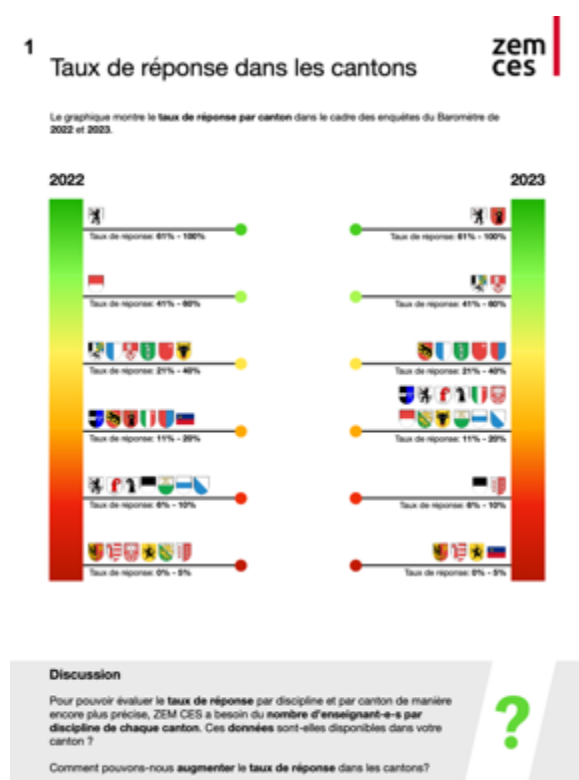 1
Taux de réponse dans les cantons
zem
ces
Le graphique montre le taux de réponse par canton dans le cadre des enquêtes du Baromètre de
2022 et 2023.
2022
2023
Taux de réponse: 61% - 100%
Taux de réponse: 61% - 100%
Taux de réponse: 41% - 60%
Taux de réponse: 41% - 60%
Taux de réponse: 21% - 40%
Taux de réponse: 21% - 40%
Taux de réponse: 11% - 20%
Taux de réponse: 11% - 20%
Taux de réponse: 6% - 10%
Taux de réponse: 6% - 10%
Taux de réponse: 0% - 5%
Taux de réponse: 0% - 5%
Discussion
Pour pouvoir évaluer le taux de réponse par discipline et par canton de manière
encore plus précise, ZEM CES a besoin du nombre d'enseignant-e-s par
discipline de chaque canton. Ces données sont-elles disponibles dans votre
canton ?
Comment pouvons-nous augmenter le taux de réponse dans les cantons?
?